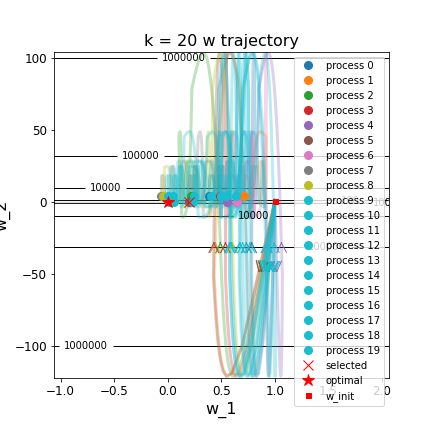 k = 20 w trajectory
100
50
0
−50
−100
w_2
1000000
100000
10000
10000
1000000
process 0
process 1
process 2
process 3
process 4
process 5
process 6
process 7
process 8
process 9
process 10
process 11
process 12
process 13
process 14
process 15
process 16
process 17
process 18
process 19
selected
optimal
w_init
−1.0
−0.5
0.0
0.5
1.0
1.5
2.0
w_1